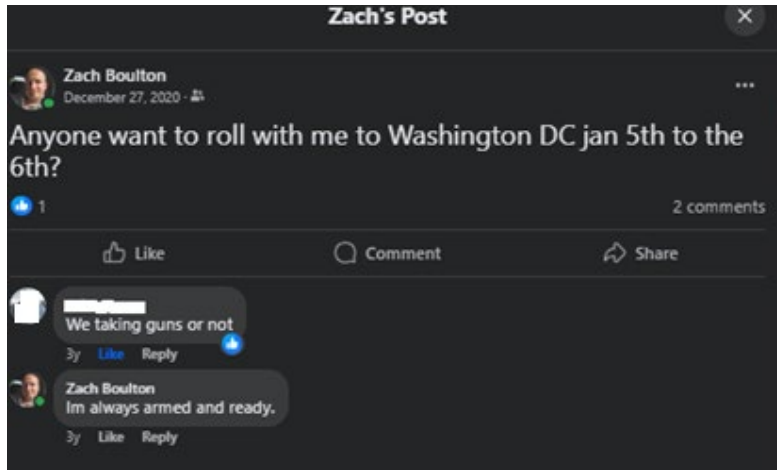 Zach's Post
Zach Boulton
December 27, 2020 ·
Anyone want to roll with me to Washington DC jan 5th to the
6th?
1
2 comments
Like
Comment
Share
We taking guns or not
3y Like Reply
Zach Boulton
Im always armed and ready.
3y Like Reply